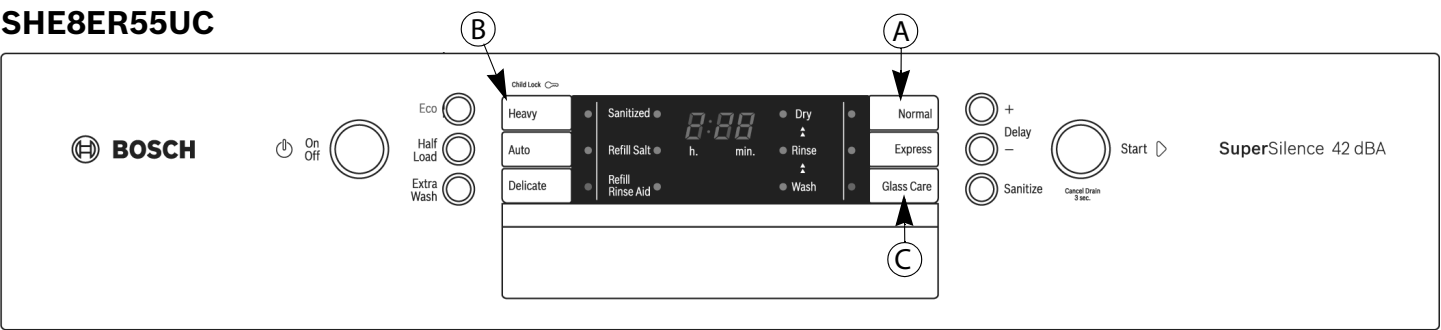 SHE8ER55UC
B
A
Child Lock
Eco
Heavy
Sanitized
8:88
Dry
Normal
+
BOSCH
On
Off
Half
Load
Auto
Refill Salt
h.
min.
Rinse
Express
Delay
−
Start
SuperSilence 42 dBA
Extra
Wash
Delicate
Refill
Rinse Aid
Wash
Glass Care
Sanitize
Cancel Drain
3 sec.
C